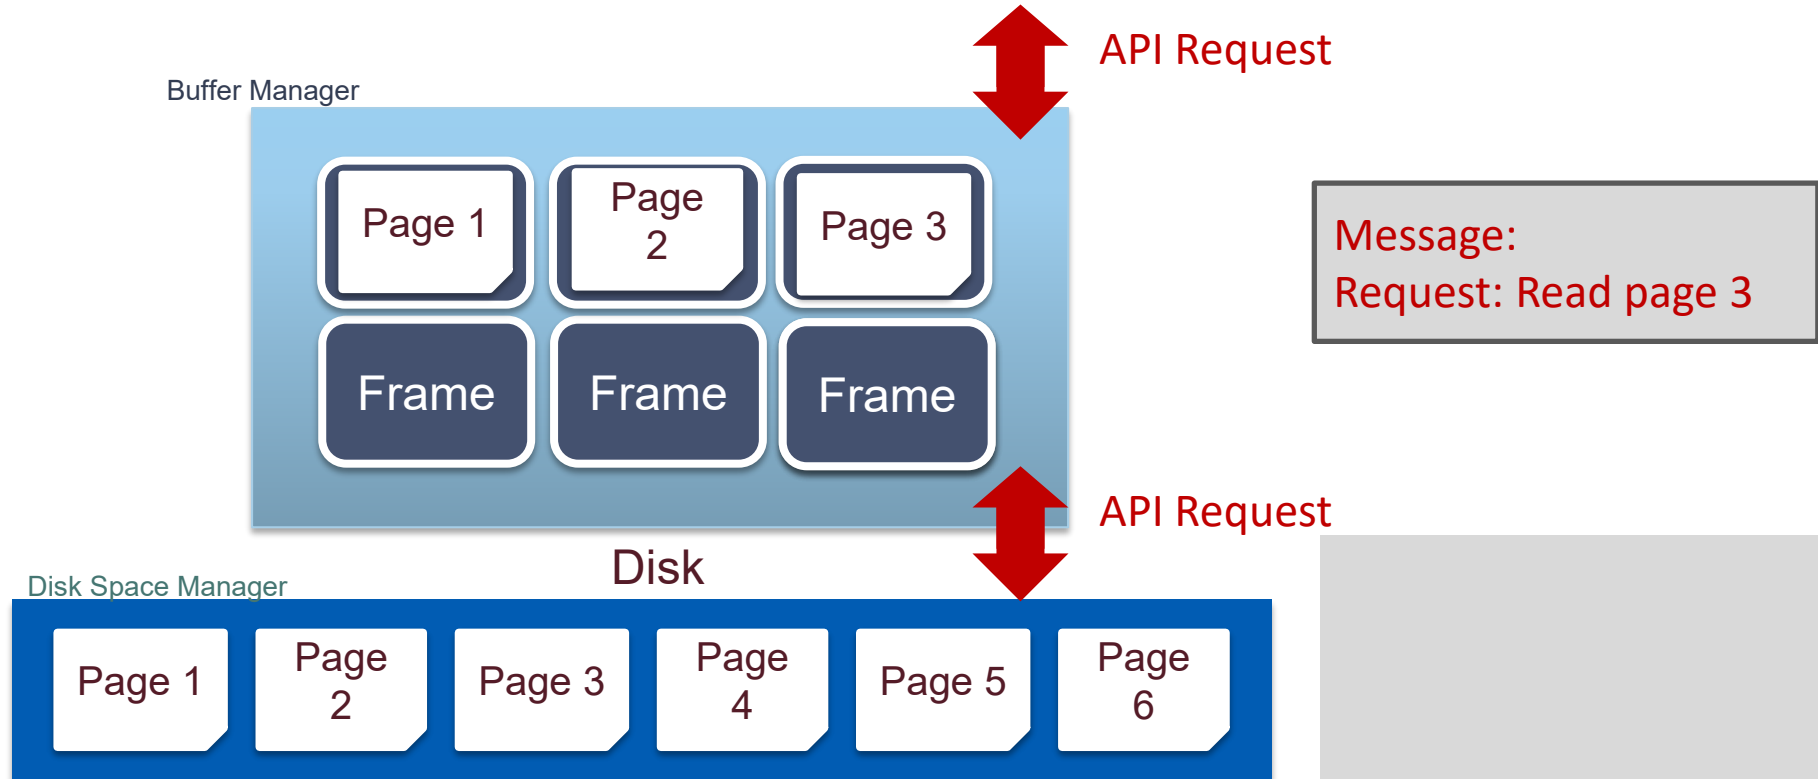 API Request
Buffer Manager
Page 1
Page
2
Page 3
Message:
Request: Read page 3
Frame
Frame
Frame
API Request
Disk
Disk Space Manager
Page 1
Page
2
Page 3
Page
4
Page 5
Page
6